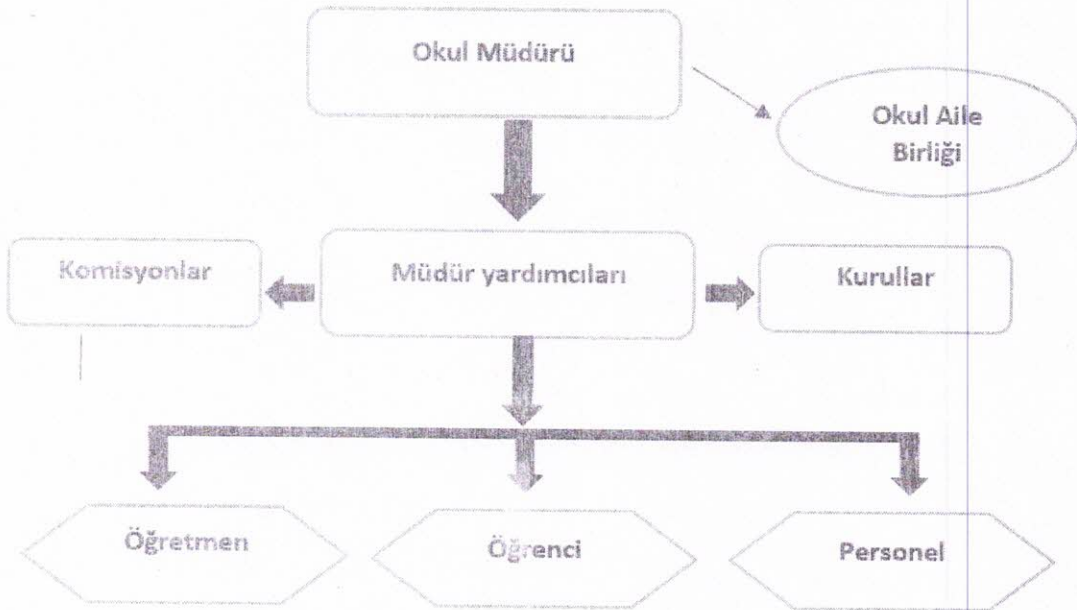 Okul Müdürü
Okul Aile
Birliği
Komisyonlar
Müdür yardımcıları
Kurullar
Öğretmen
Öğrenci
Personel